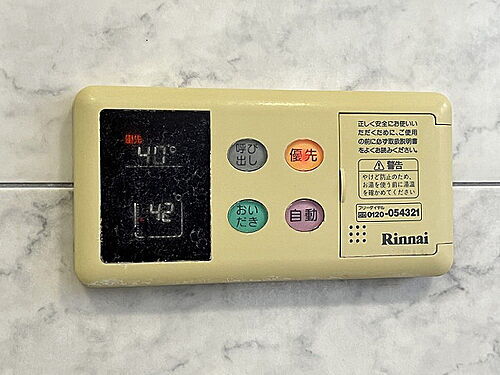 優先
40°
42°
呼び
出し
優先
おい
だき
自動
正しく安全にお使いい
ただくために、ご使用
の前に必ず取扱説明書
をよくお読みください。
警告
やけど防止のため、
お湯を使う前に湯温
を確かめてください
フリーダイヤル
0120-054321
Rinnai